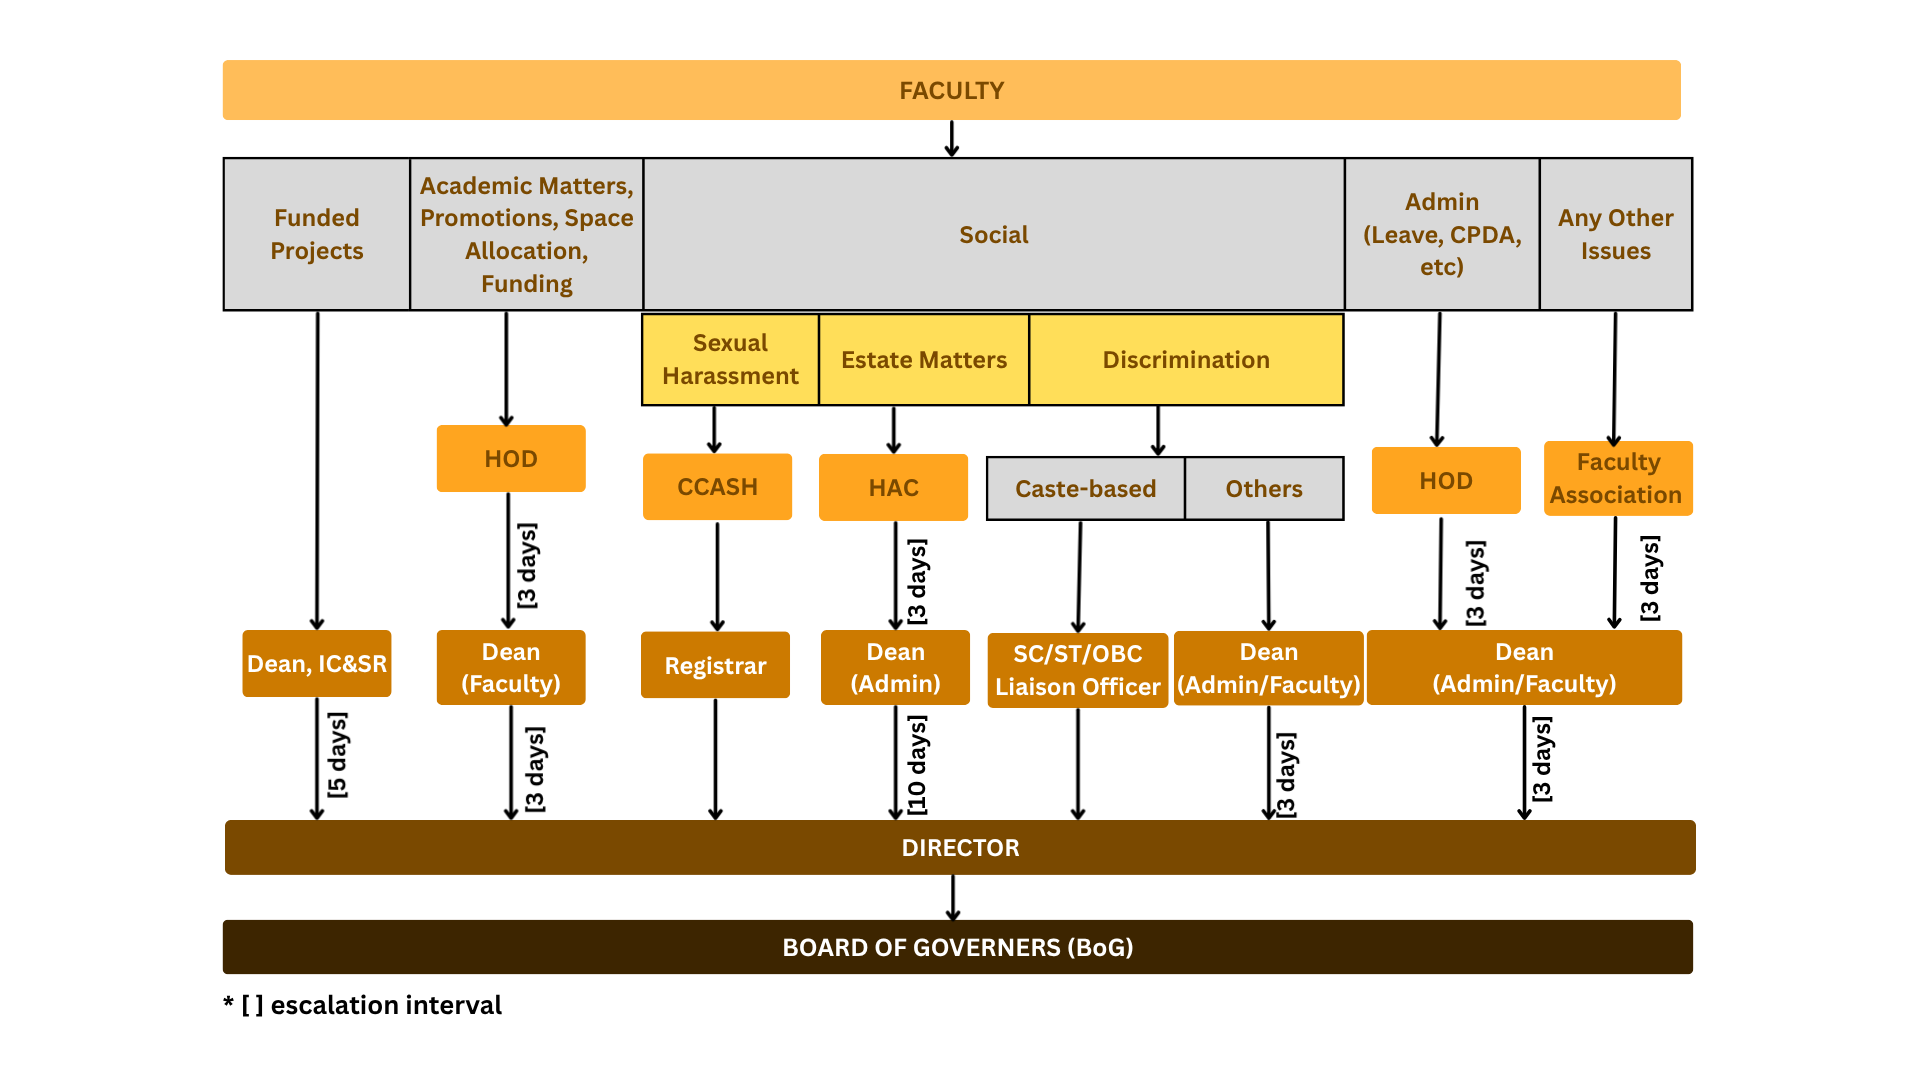 FACULTY
Funded
Projects
Academic Matters,
Promotions, Space
Allocation,
Funding
Social
Admin
(Leave, CPDA,
etc)
Any Other
Issues
Sexual
Harassment
Estate Matters
Discrimination
HOD
CCASH
HAC
Caste-based
Others
HOD
Faculty
Association
[3 days]
[3 days]
[3 days]
[3 days]
Dean, IC&SR
Dean
(Faculty)
Registrar
Dean
(Admin)
SC/ST/OBC
Liaison Officer
Dean
(Admin/Faculty)
Dean
(Admin/Faculty)
[5 days]
[3 days]
[10 days]
[3 days]
[3 days]
DIRECTOR
BOARD OF GOVERNERS (BoG)
* [ ] escalation interval